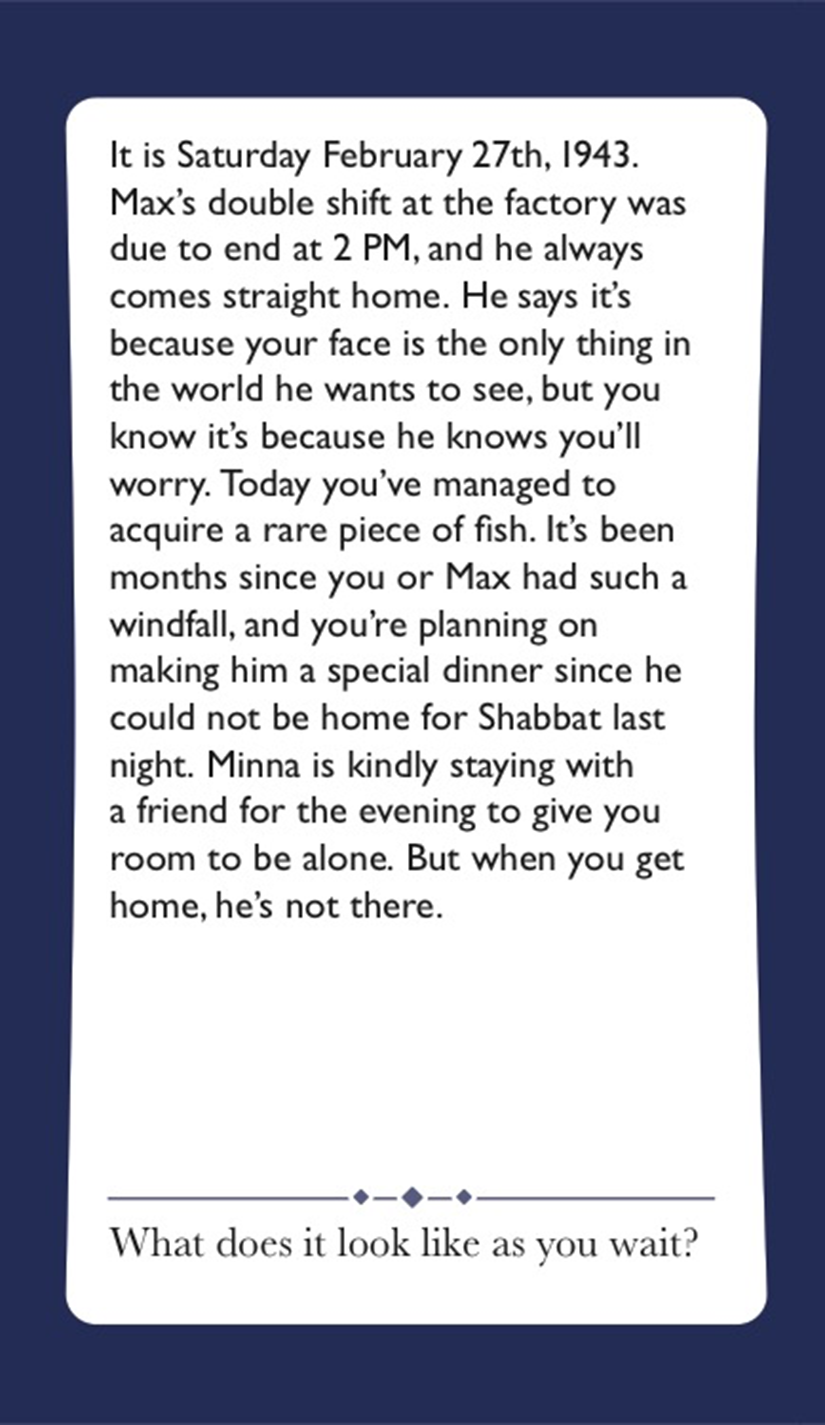 It is Saturday February 27th, 1943.
Max’s double shift at the factory was
due to end at 2 PM, and he always
comes straight home. He says it’s
because your face is the only thing in
the world he wants to see, but you
know it’s because he knows you’ll
worry. Today you’ve managed to
acquire a rare piece of fish. It’s been
months since you or Max had such a
windfall, and you’re planning on
making him a special dinner since he
could not be home for Shabbat last
night. Minna is kindly staying with
a friend for the evening to give you
room to be alone. But when you get
home, he’s not there.
What does it look like as you wait?